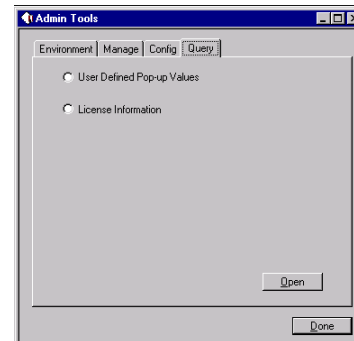 Admin Tools
Environment Manage Config Query
User Defined Pop-up Values
License Information
Open
Done